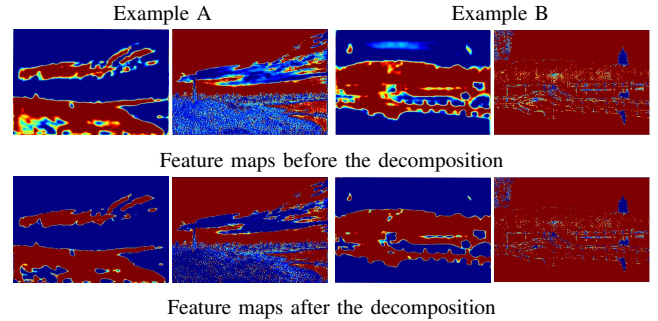 Example A Example B
Feature maps before the decomposition
Feature maps after the decomposition